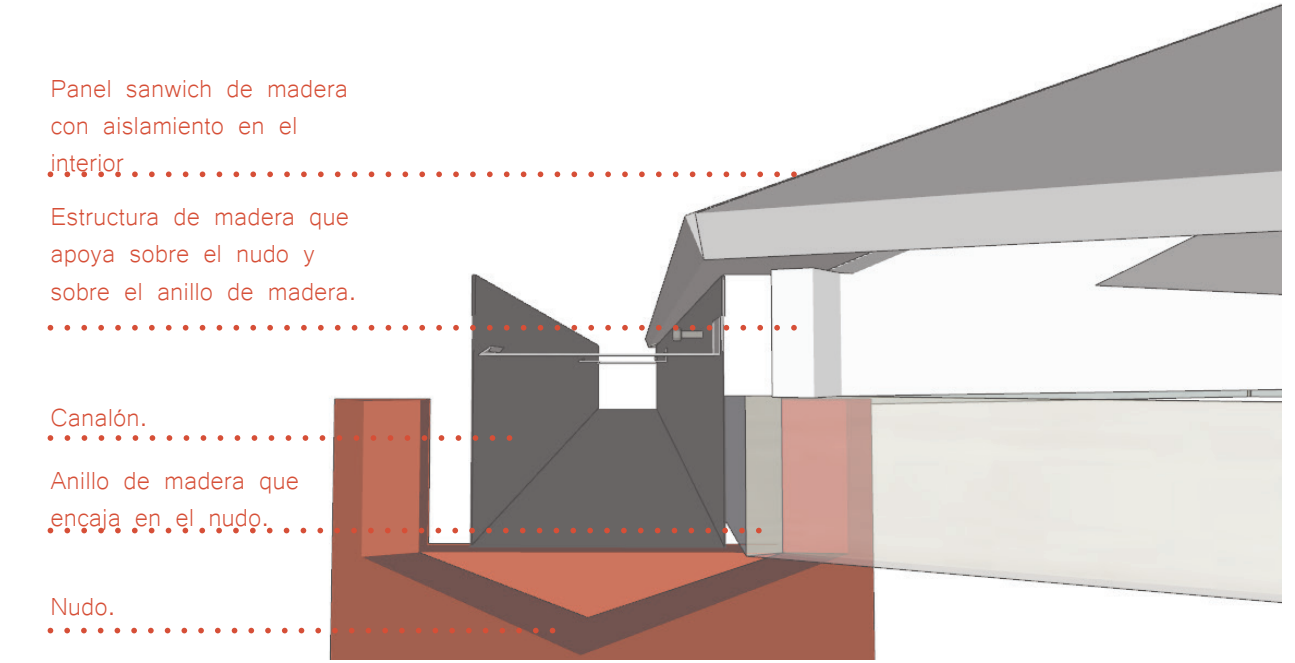 Panel sanwich de madera
con aislamiento en el
interior
Estructura de madera que
apoya sobre el nudo y
sobre el anillo de madera.
Canalón.
Anillo de madera que
encaja en el nudo.
Nudo.